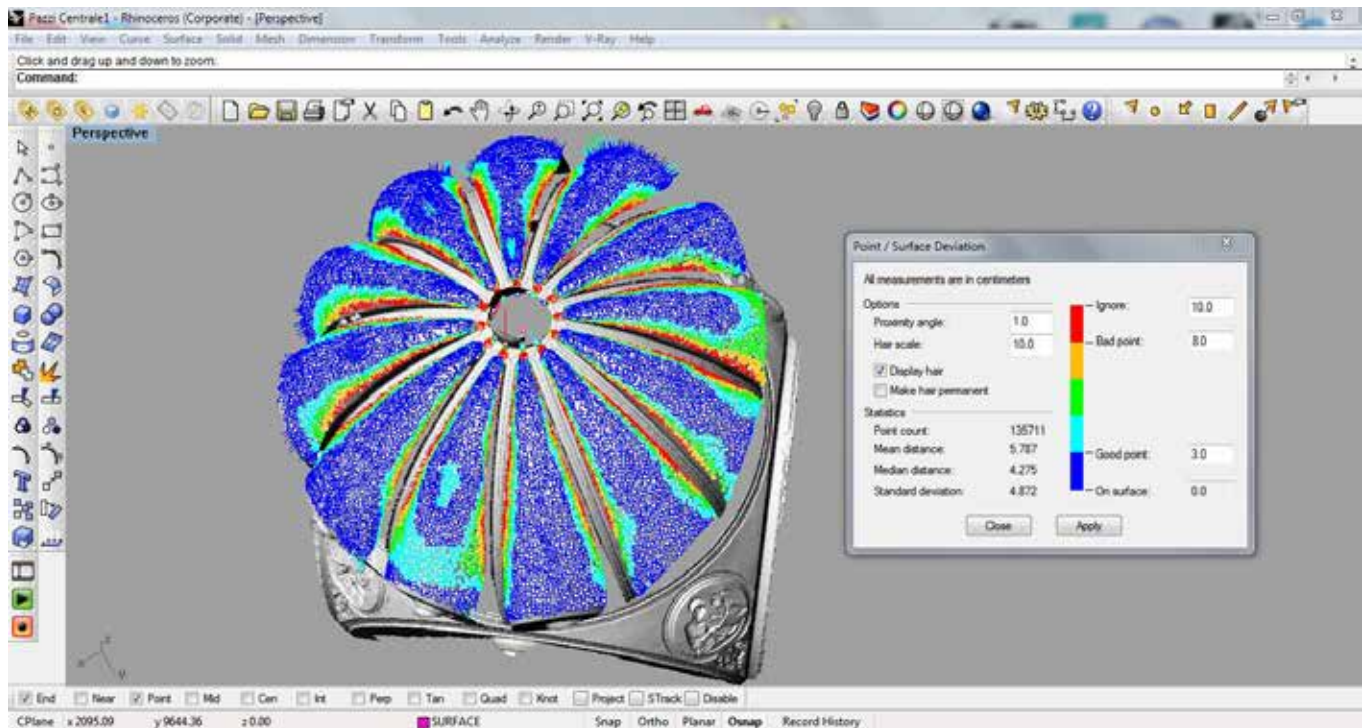 Pazzi Centrale1 - Rhinoceros (Corporate) - [Perspective]
File Edit View Curve Surface Solid Mesh Dimension Transform Tools Analyze Render V-Ray Help
Click and drag up and down to zoom.
Command:
Perspective
Point / Surface Deviation
All measurements are in centimeters
Options
Proximity angle: 1.0
Hair scale: 10.0
Display hair
Make hair permanent
Statistics
Point count: 135711
Mean distance: 5.787
Median distance: 4.275
Standard deviation: 4.872
Ignore: 10.0
Bad point: 8.0
Good point: 3.0
On surface: 0.0
Close Apply
z
x
y
End Near Point Mid Cen Int Perp Tan Quad Knot Project STrack Disable
CPlane x 2095.09 y 9644.36 z 0.00 SURFACE Snap Ortho Planar Osnap Record History